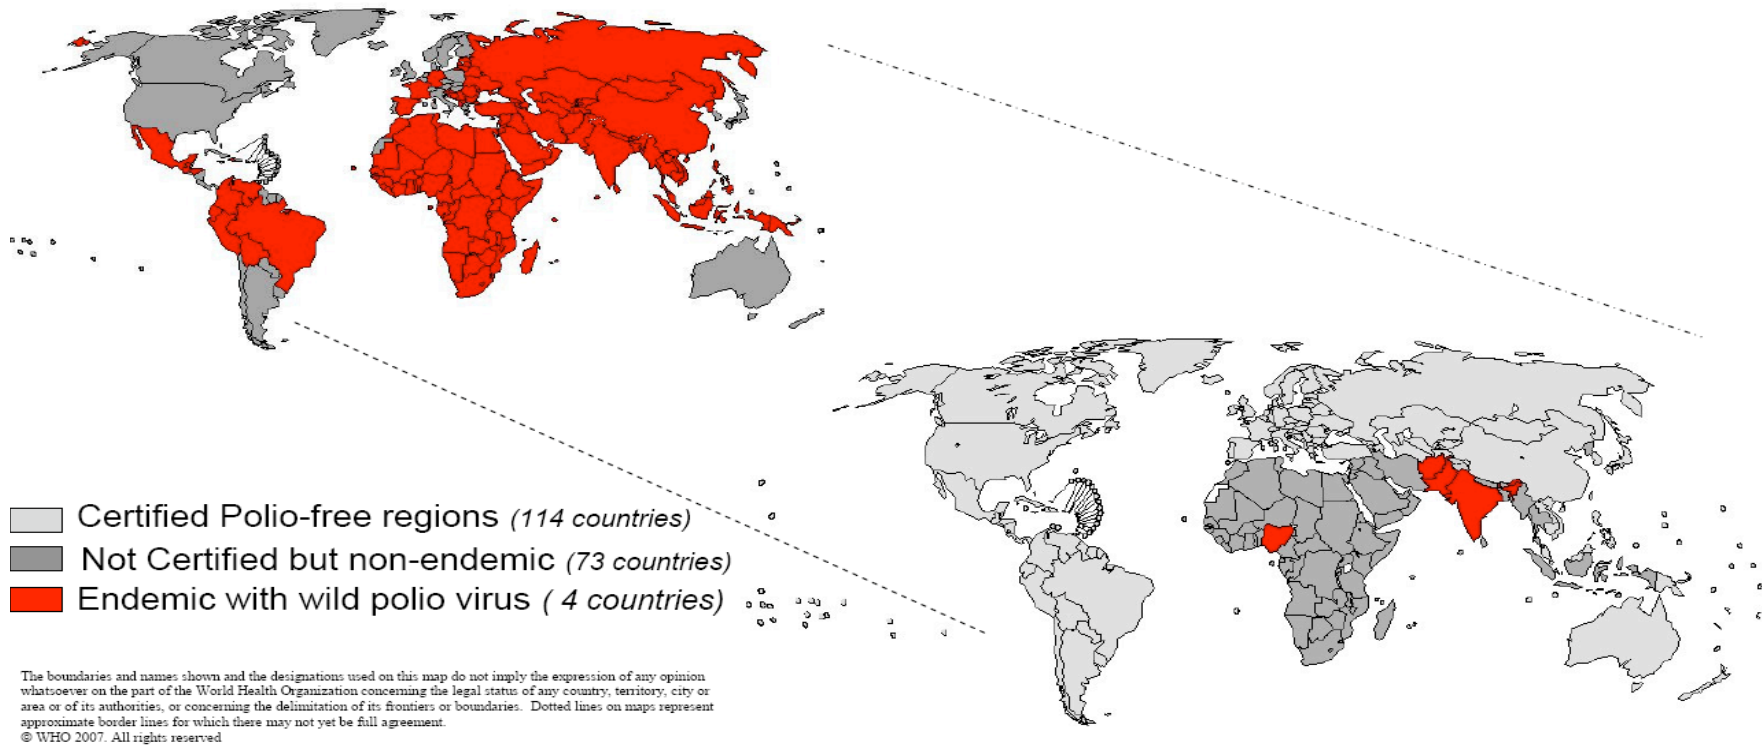 Certified Polio-free regions (114 countries)
Not Certified but non-endemic (73 countries)
Endemic with wild polio virus ( 4 countries)
The boundaries and names shown and the designations used on this map do not imply the expression of any opinion
whatsoever on the part of the World Health Organization concerning the legal status of any country, territory, city or
area or of its authorities, or concerning the delimitation of its frontiers or boundaries.  Dotted lines on maps represent
approximate border lines for which there may not yet be full agreement.
© WHO 2007. All rights reserved